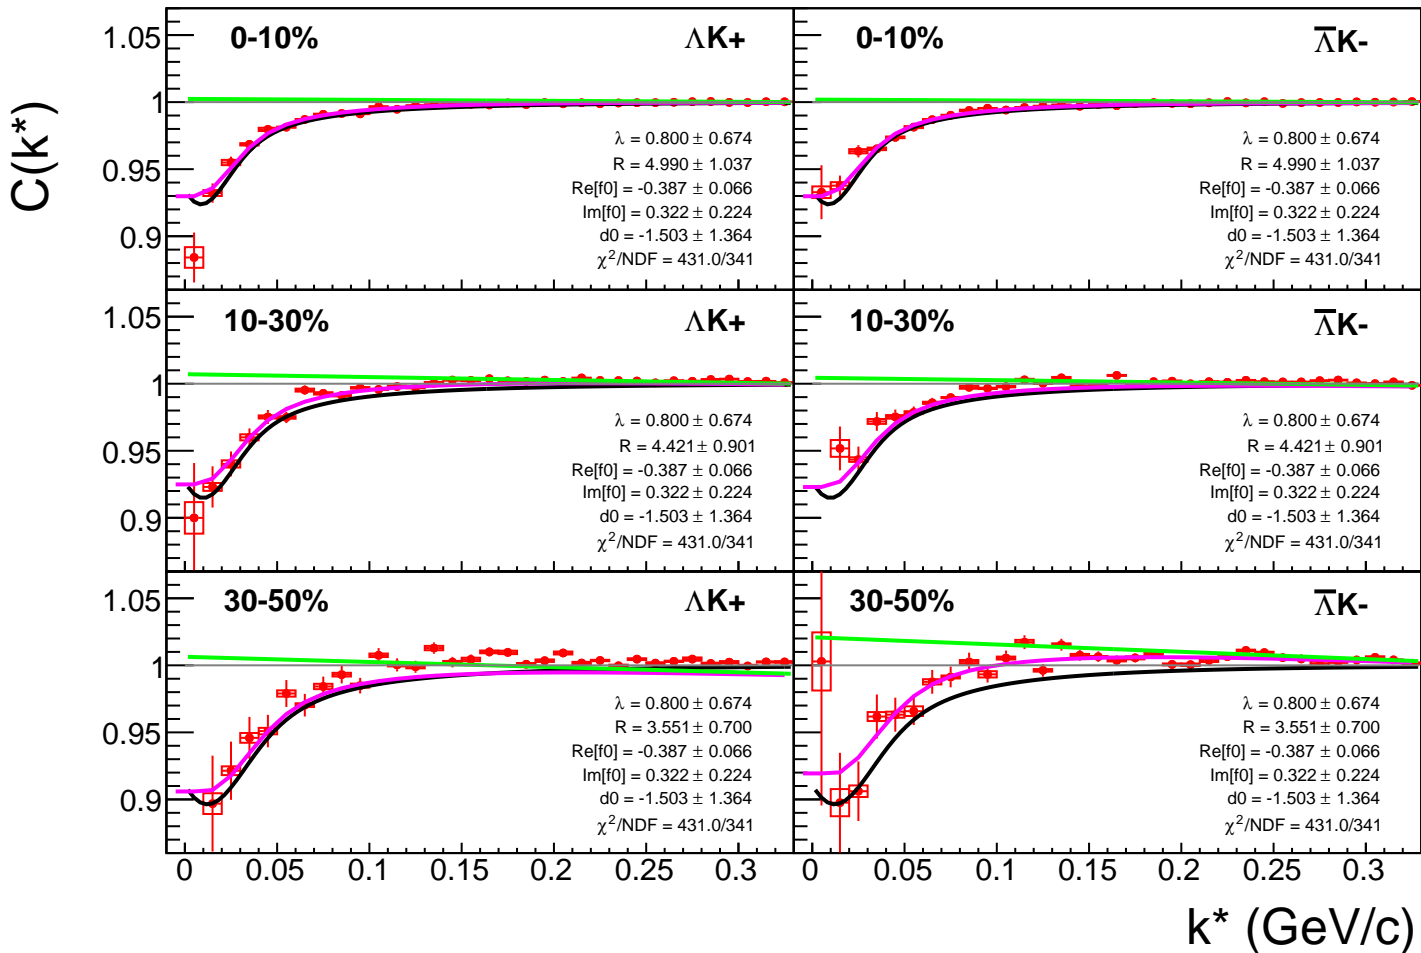 C(k*)
1.05
1
0.95
0.9
0-10%
ΛK+
λ = 0.800 ± 0.674
R = 4.990 ± 1.037
Re[f0] = -0.387 ± 0.066
Im[f0] = 0.322 ± 0.224
d0 = -1.503 ± 1.364
χ²/NDF = 431.0/341
0-10%
Λ̅K-
λ = 0.800 ± 0.674
R = 4.990 ± 1.037
Re[f0] = -0.387 ± 0.066
Im[f0] = 0.322 ± 0.224
d0 = -1.503 ± 1.364
χ²/NDF = 431.0/341
1.05
1
0.95
0.9
10-30%
ΛK+
λ = 0.800 ± 0.674
R = 4.421 ± 0.901
Re[f0] = -0.387 ± 0.066
Im[f0] = 0.322 ± 0.224
d0 = -1.503 ± 1.364
χ²/NDF = 431.0/341
10-30%
Λ̅K-
λ = 0.800 ± 0.674
R = 4.421 ± 0.901
Re[f0] = -0.387 ± 0.066
Im[f0] = 0.322 ± 0.224
d0 = -1.503 ± 1.364
χ²/NDF = 431.0/341
1.05
1
0.95
0.9
30-50%
ΛK+
λ = 0.800 ± 0.674
R = 3.551 ± 0.700
Re[f0] = -0.387 ± 0.066
Im[f0] = 0.322 ± 0.224
d0 = -1.503 ± 1.364
χ²/NDF = 431.0/341
30-50%
Λ̅K-
λ = 0.800 ± 0.674
R = 3.551 ± 0.700
Re[f0] = -0.387 ± 0.066
Im[f0] = 0.322 ± 0.224
d0 = -1.503 ± 1.364
χ²/NDF = 431.0/341
0 0.05 0.1 0.15 0.2 0.25 0.3
0 0.05 0.1 0.15 0.2 0.25 0.3
k* (GeV/c)